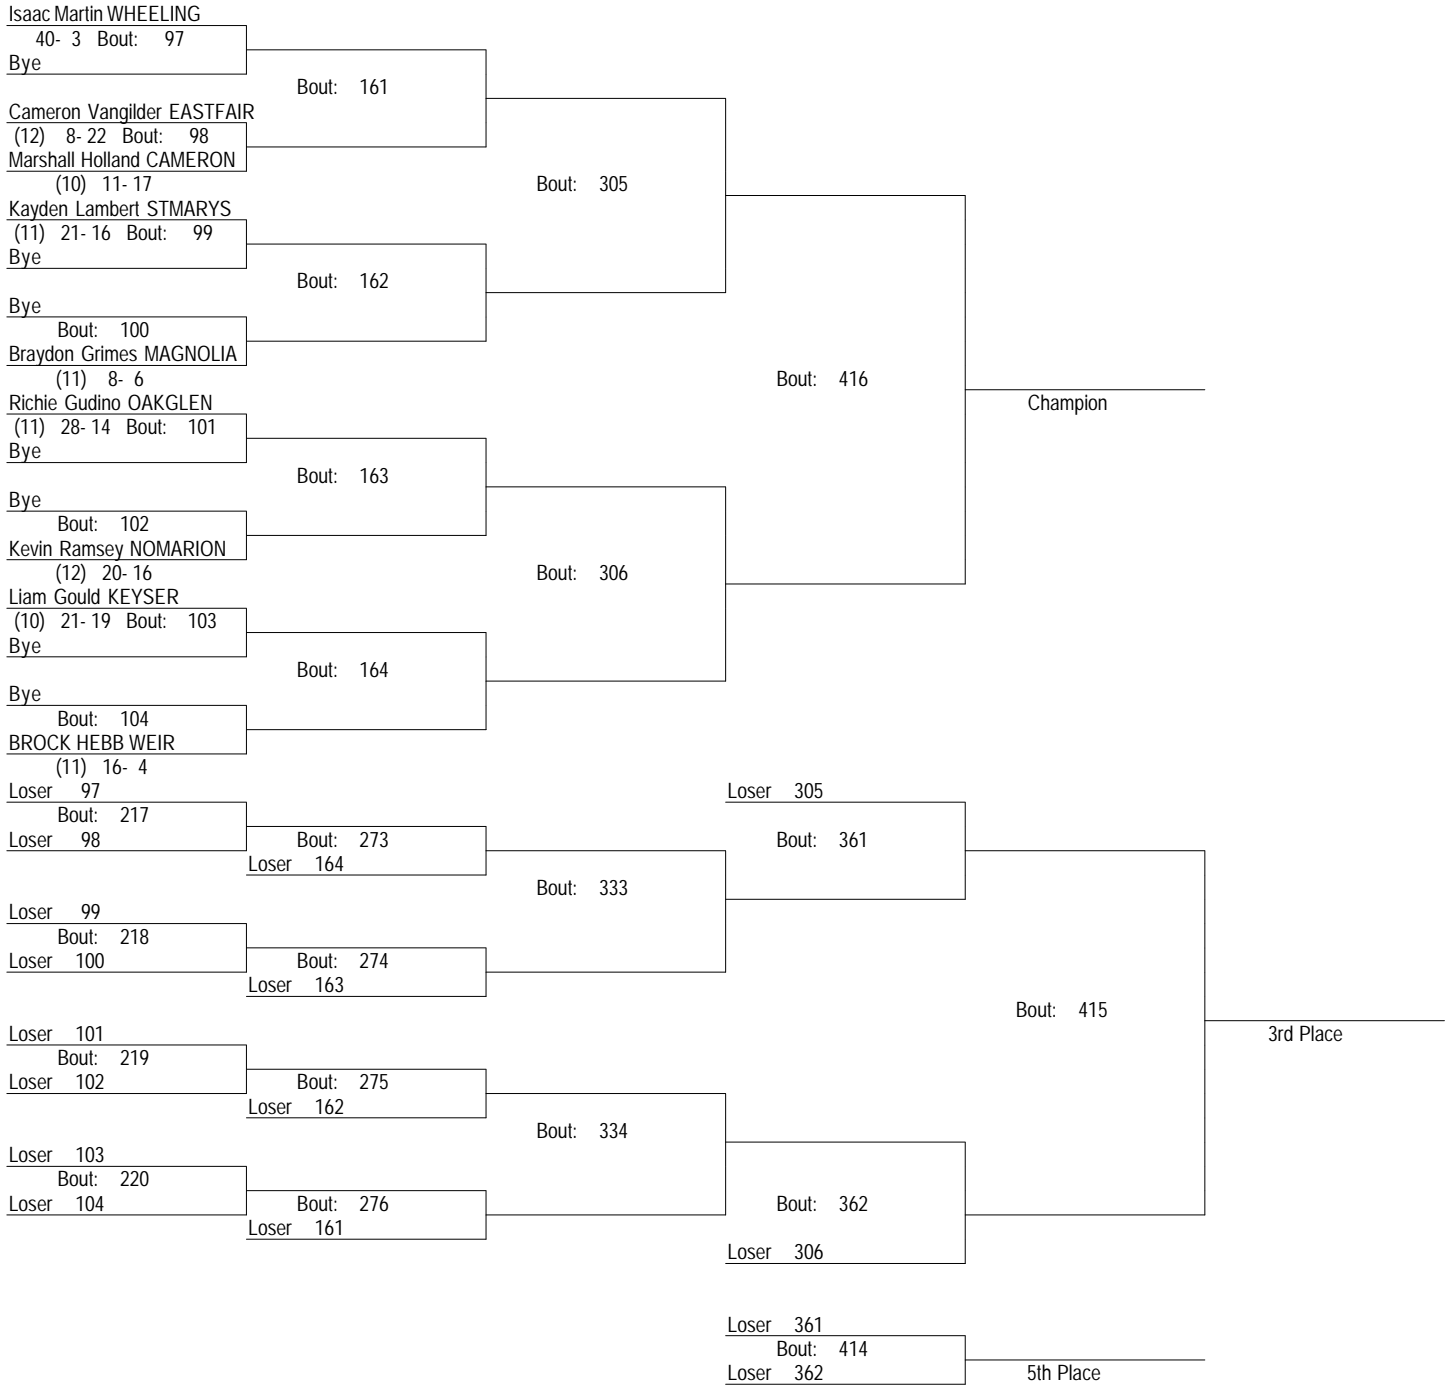 Isaac Martin WHEELING
40- 3 Bout: 97
Bye
Bout: 161
Cameron Vangilder EASTFAIR
(12) 8- 22 Bout: 98
Marshall Holland CAMERON
(10) 11- 17
Bout: 305
Kayden Lambert STMARYS
(11) 21- 16 Bout: 99
Bye
Bout: 162
Bye
Bout: 100
Braydon Grimes MAGNOLIA
(11) 8- 6
Bout: 416
Richie Gudino OAKGLEN
Champion
(11) 28- 14 Bout: 101
Bye
Bout: 163
Bye
Bout: 102
Kevin Ramsey NOMARION
(12) 20- 16
Bout: 306
Liam Gould KEYSER
(10) 21- 19 Bout: 103
Bye
Bout: 164
Bye
Bout: 104
BROCK HEBB WEIR
(11) 16- 4
Loser 97
Loser 305
Bout: 217
Loser 98
Bout: 273
Bout: 361
Loser 164
Bout: 333
Loser 99
Bout: 218
Loser 100
Bout: 274
Loser 163
Bout: 415
Loser 101
3rd Place
Bout: 219
Loser 102
Bout: 275
Loser 162
Bout: 334
Loser 103
Bout: 220
Loser 104
Bout: 276
Bout: 362
Loser 161
Loser 306
Loser 361
Bout: 414
Loser 362
5th Place